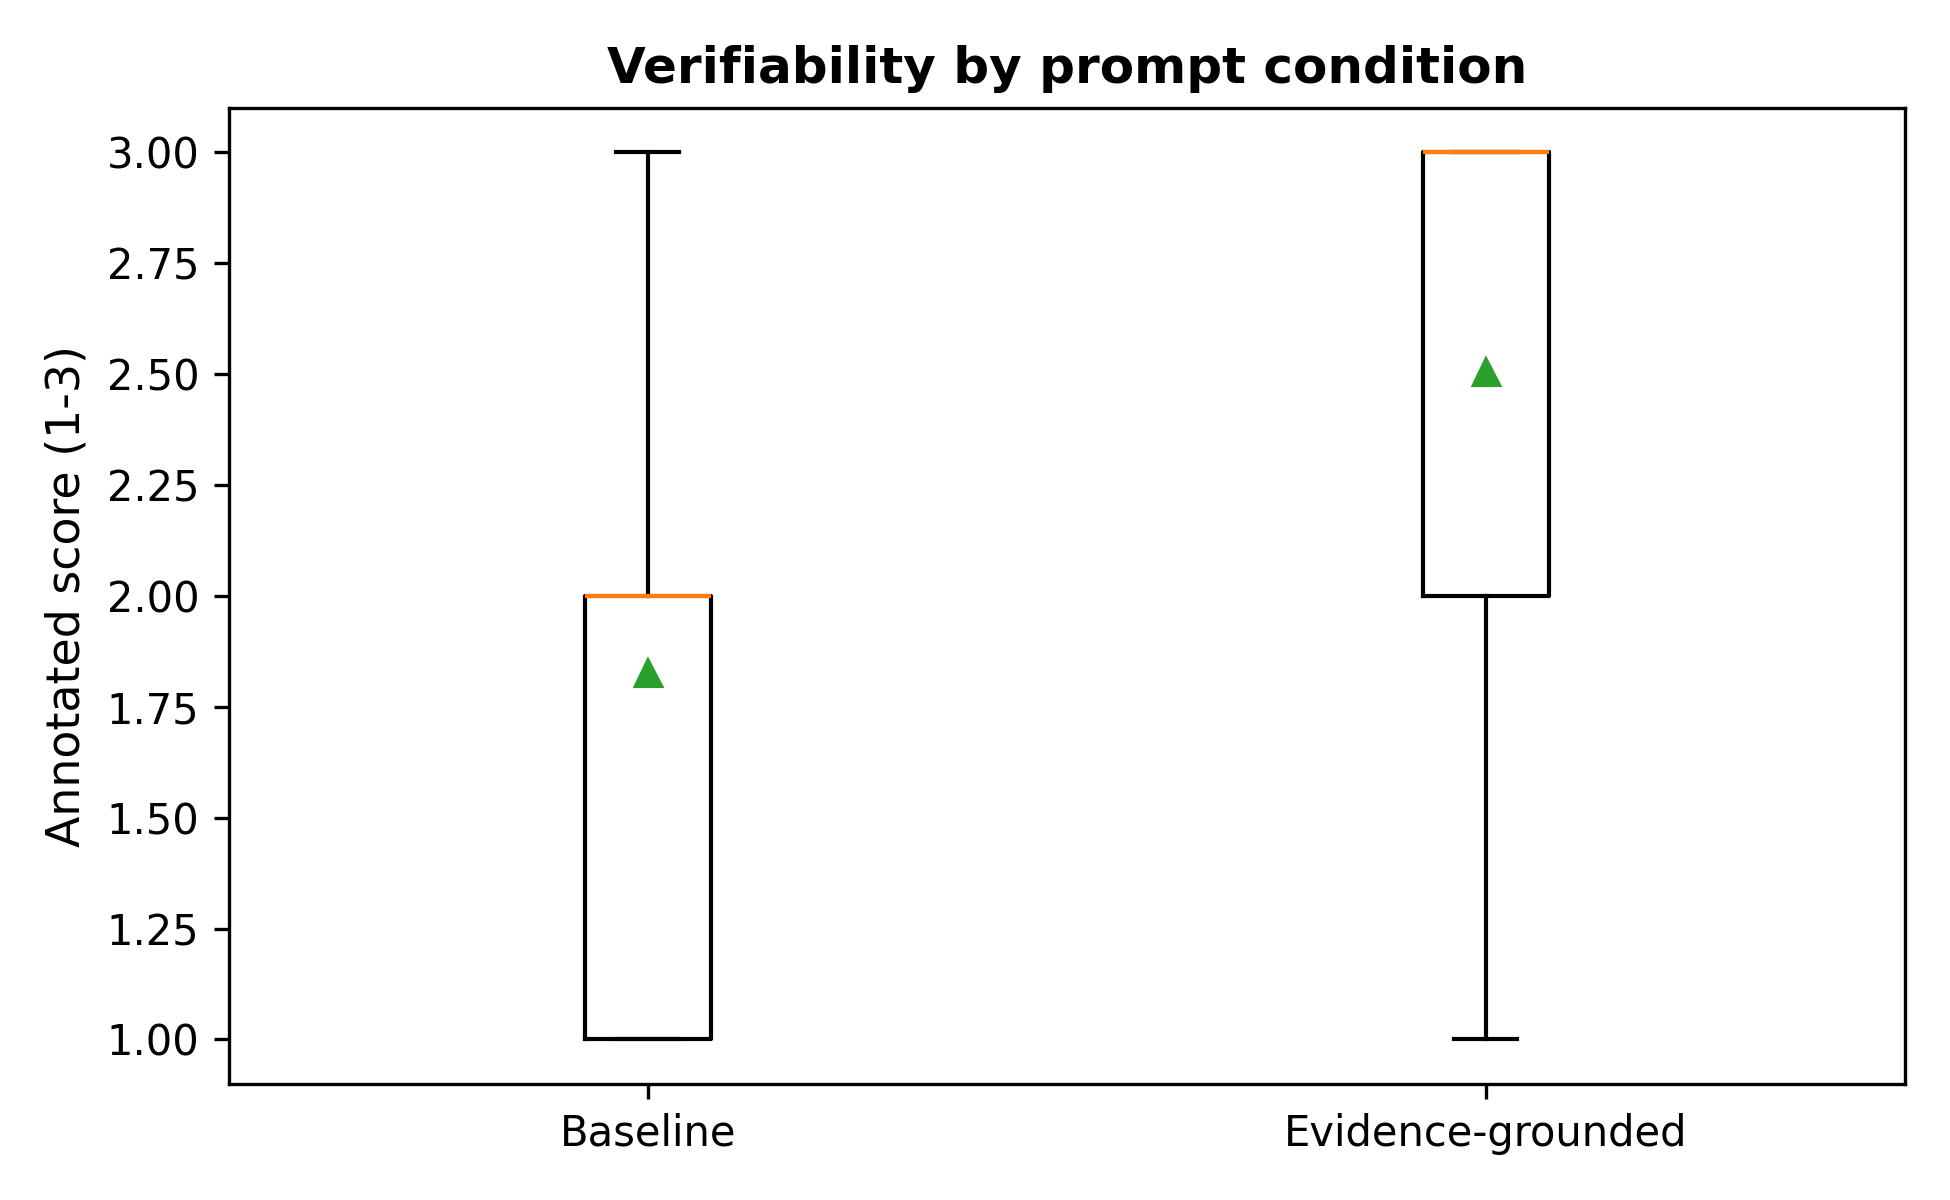 Verifiability by prompt condition
Annotated score (1-3)
3.00
2.75
2.50
2.25
2.00
1.75
1.50
1.25
1.00
Baseline
Evidence-grounded